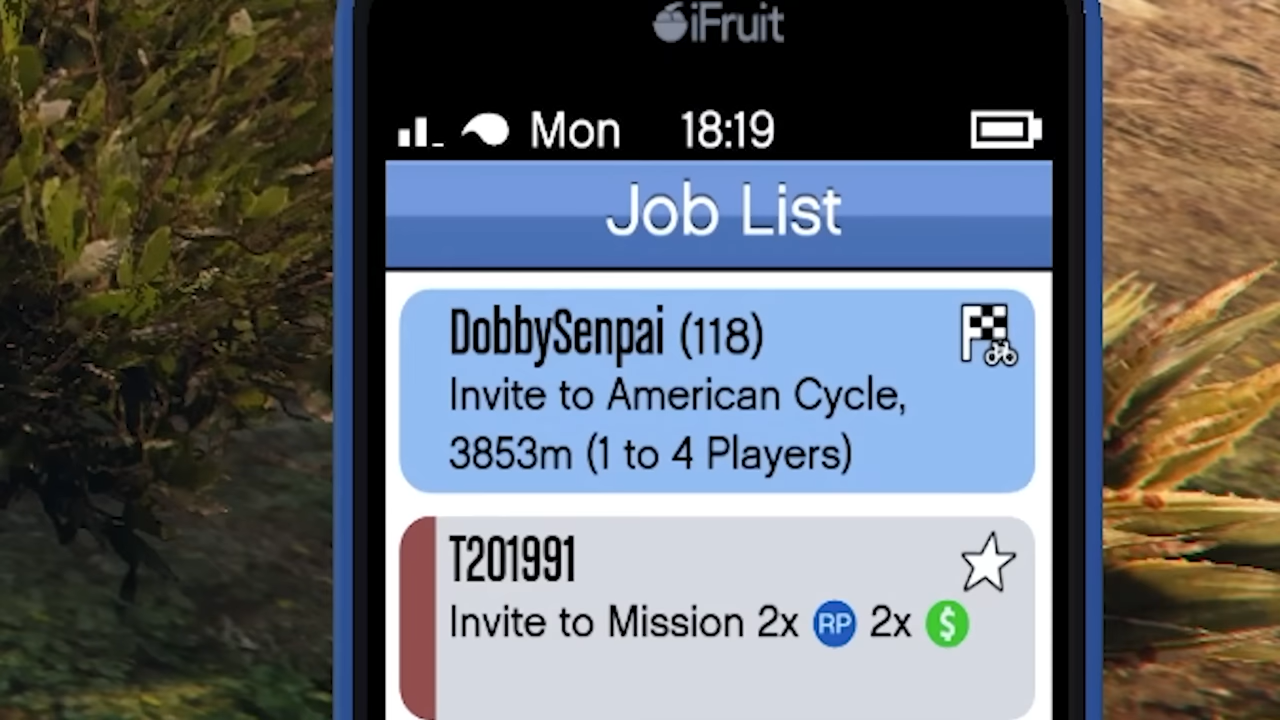 iFruit
Mon 18:19
Job List
DobbySenpai (118)
Invite to American Cycle,
3853m (1 to 4 Players)
T201991
Invite to Mission 2x RP 2x $